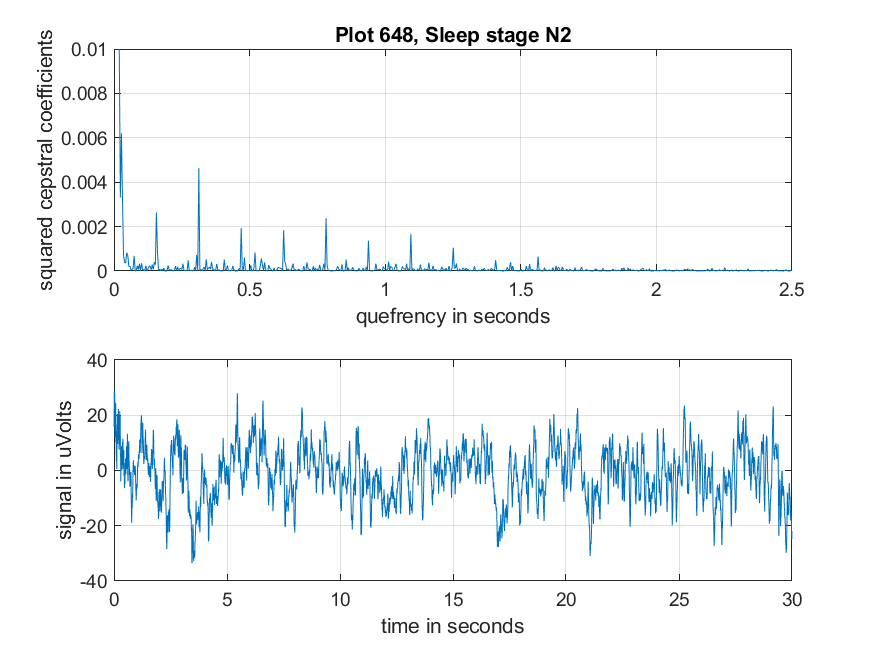 Plot 648, Sleep stage N2
squared cepstral coefficients
0.01
0.008
0.006
0.004
0.002
0
0 0.5 1 1.5 2 2.5
quefrency in seconds
signal in uVolts
40
20
0
-20
-40
0 5 10 15 20 25 30
time in seconds